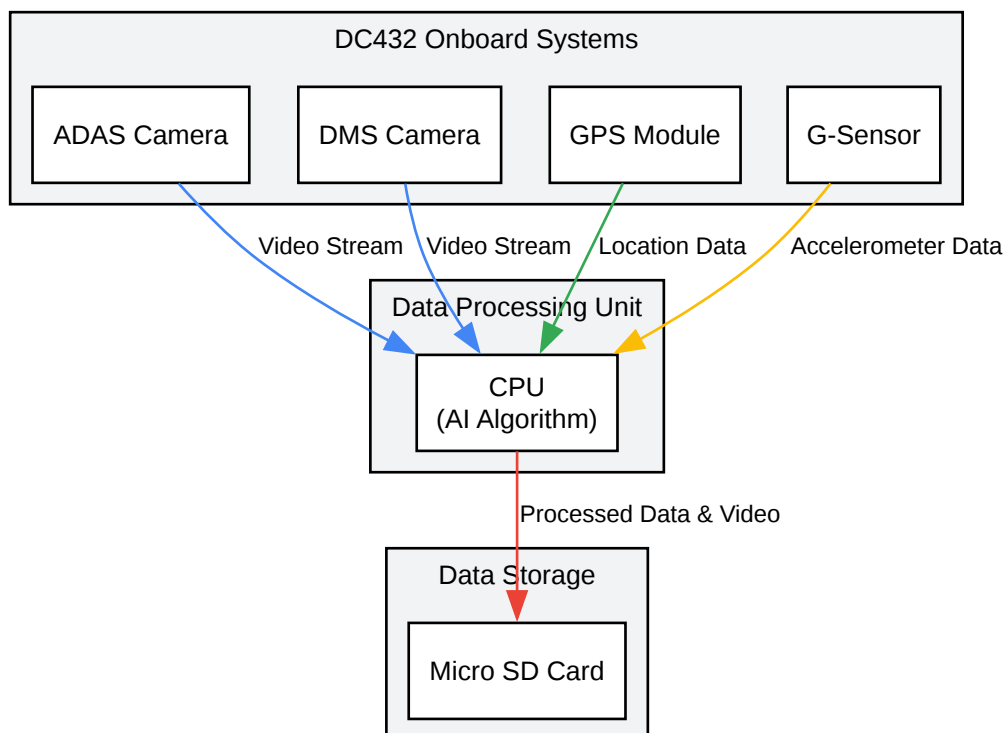 DC432 Onboard Systems
ADAS Camera
DMS Camera
GPS Module
G-Sensor
Video Stream
Video Stream
Location Data
Accelerometer Data
Data Processing Unit
CPU
(AI Algorithm)
Processed Data & Video
Data Storage
Micro SD Card